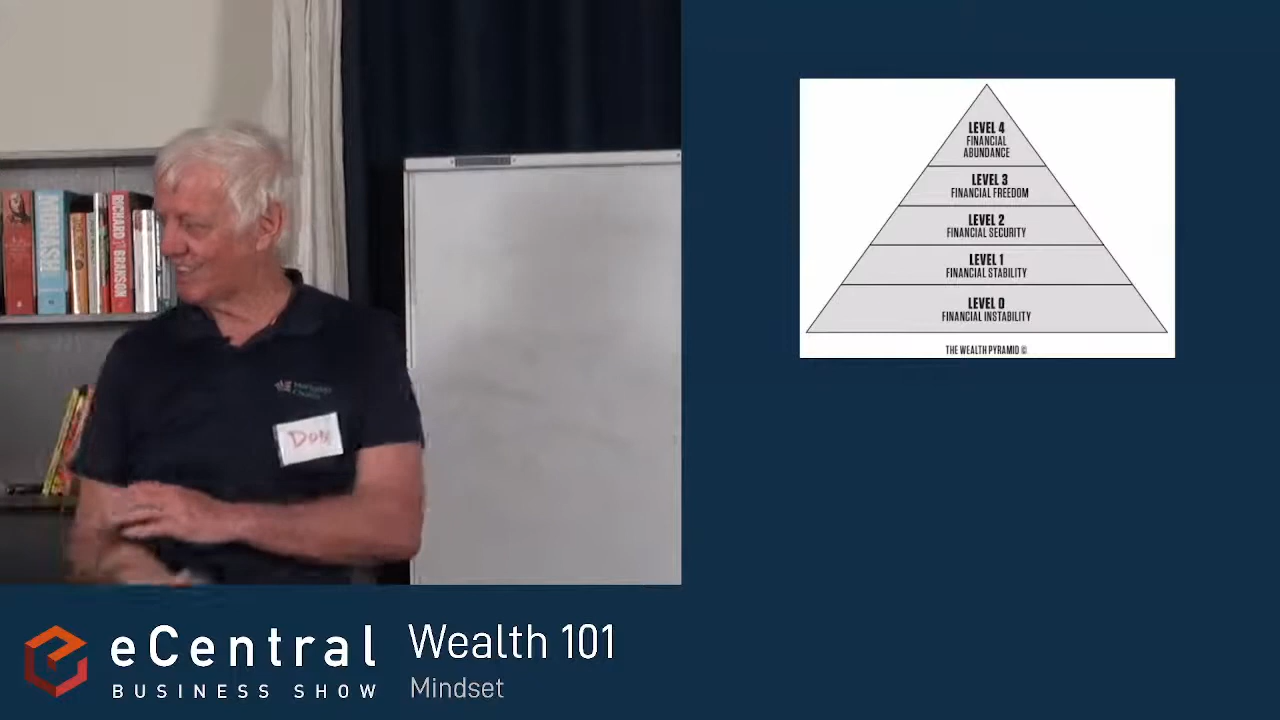 MONASH
RICHARD
BRANSON
DON
LEVEL 4
FINANCIAL
ABUNDANCE
LEVEL 3
FINANCIAL FREEDOM
LEVEL 2
FINANCIAL SECURITY
LEVEL 1
FINANCIAL STABILITY
LEVEL 0
FINANCIAL INSTABILITY
THE WEALTH PYRAMID ©
eCentral
BUSINESS SHOW
Wealth 101
Mindset